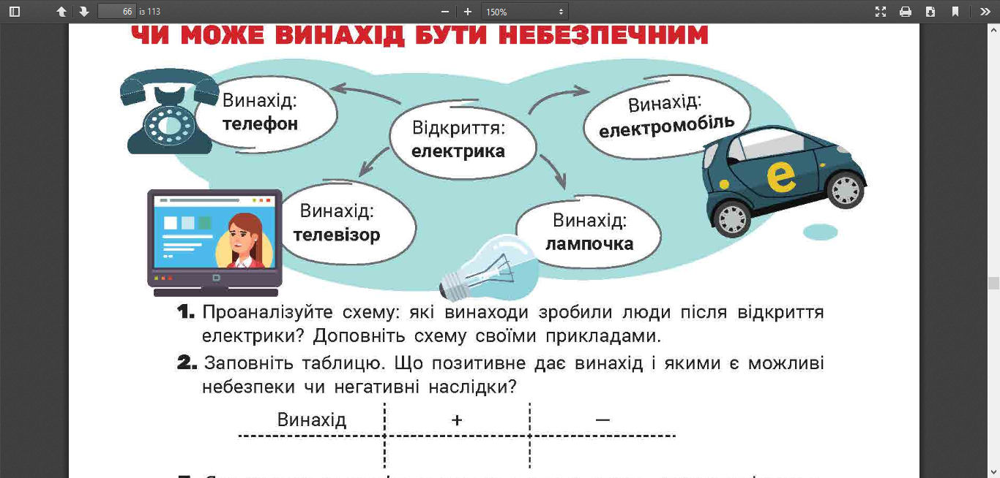 66 із 113
150%
ЧИ МОЖЕ ВИНАХІД БУТИ НЕБЕЗПЕЧНИМ
Винахід:
телефон
Відкриття:
електрика
Винахід:
електромобіль
e
Винахід:
телевізор
Винахід:
лампочка
1. Проаналізуйте схему: які винаходи зробили люди після відкриття
електрики? Доповніть схему своїми прикладами.
2. Заповніть таблицю. Що позитивне дає винахід і якими є можливі
небезпеки чи негативні наслідки?
Винахід + —